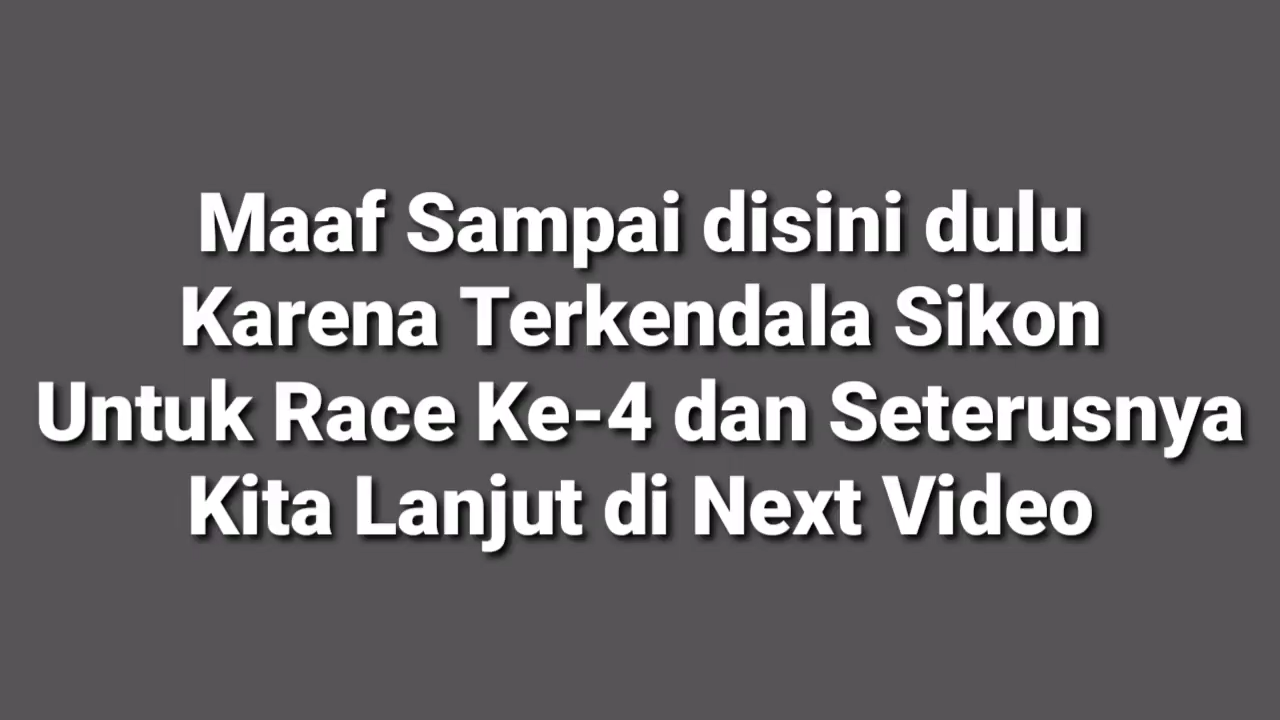 Maaf Sampai disini dulu
Karena Terkendala Sikon
Untuk Race Ke-4 dan Seterusnya
Kita Lanjut di Next Video